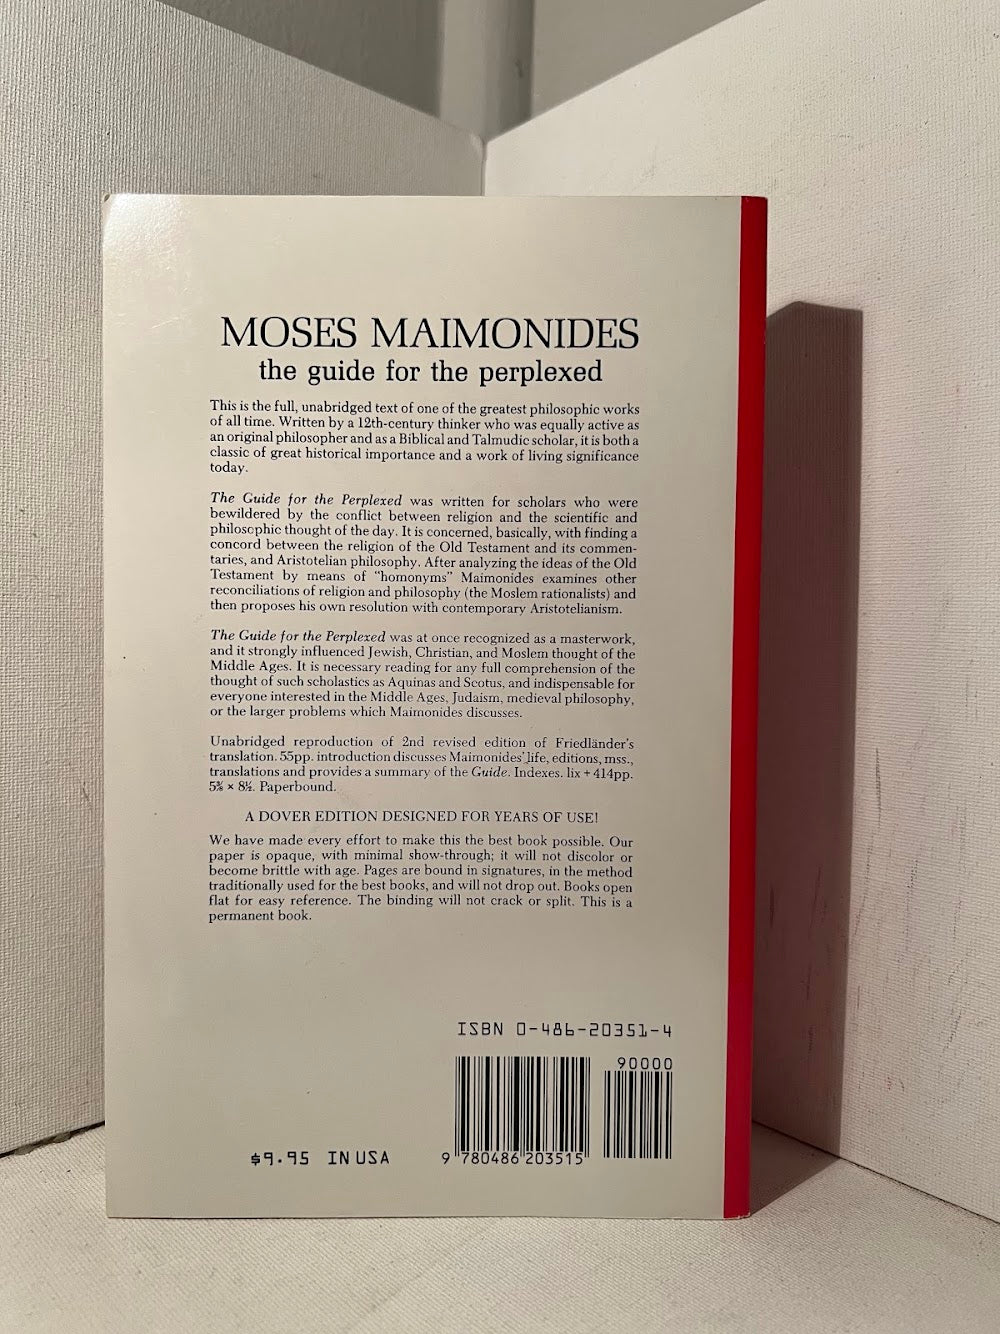 MOSES MAIMONIDES
the guide for the perplexed
This is the full, unabridged text of one of the greatest philosophic works
of all time. Written by a 12th-century thinker who was equally active as
an original philosopher and as a Biblical and Talmudic scholar, it is both a
classic of great historical importance and a work of living significance
today.
The Guide for the Perplexed was written for scholars who were
bewildered by the conflict between religion and the scientific and
philosophic thought of the day. It is concerned, basically, with finding a
concord between the religion of the Old Testament and its commen-
taries, and Aristotelian philosophy. After analyzing the ideas of the Old
Testament by means of "homonyms" Maimonides examines other
reconciliations of religion and philosophy (the Moslem rationalists) and
then proposes his own resolution with contemporary Aristotelianism.
The Guide for the Perplexed was at once recognized as a masterwork,
and it strongly influenced Jewish, Christian, and Moslem thought of the
Middle Ages. It is necessary reading for any full comprehension of the
thought of such scholastics as Aquinas and Scotus, and indispensable for
everyone interested in the Middle Ages, Judaism, medieval philosophy,
or the larger problems which Maimonides discusses.
Unabridged reproduction of 2nd revised edition of Friedländer's
translation. 55pp. introduction discusses Maimonides' life, editions, mss.,
translations and provides a summary of the Guide. Indexes. lix + 414pp.
5⅜ × 8½. Paperbound.
A DOVER EDITION DESIGNED FOR YEARS OF USE!
We have made every effort to make this the best book possible. Our
paper is opaque, with minimal show-through; it will not discolor or
become brittle with age. Pages are bound in signatures, in the method
traditionally used for the best books, and will not drop out. Books open
flat for easy reference. The binding will not crack or split. This is a
permanent book.
ISBN 0-486-20351-4
90000
9 780486 203515
$9.95 IN USA